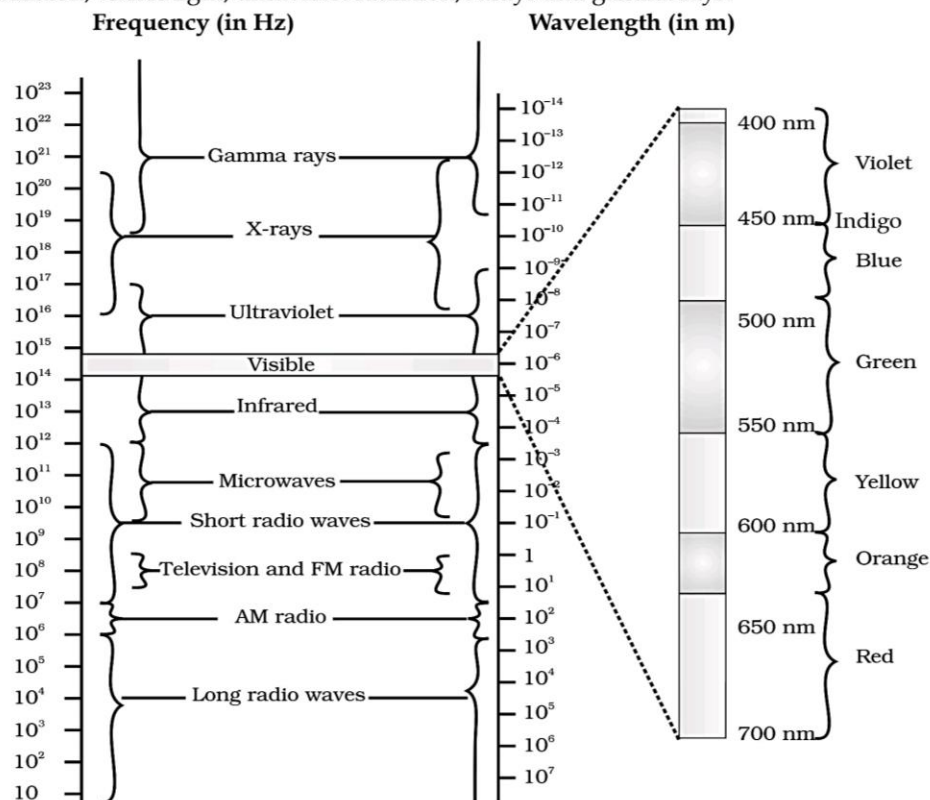 Frequency (in Hz)
Wavelength (in m)
10²³
10²²
10²¹
10²⁰
10¹⁹
10¹⁸
10¹⁷
10¹⁶
10¹⁵
10¹⁴
10¹³
10¹²
10¹¹
10¹⁰
10⁹
10⁸
10⁷
10⁶
10⁵
10⁴
10³
10²
10
Gamma rays
X-rays
Ultraviolet
Visible
Infrared
Microwaves
Short radio waves
Television and FM radio
AM radio
Long radio waves
10⁻¹⁴
10⁻¹³
10⁻¹²
10⁻¹¹
10⁻¹⁰
10⁻⁹
10⁻⁸
10⁻⁷
10⁻⁶
10⁻⁵
10⁻⁴
10⁻³
10⁻²
10⁻¹
1
10¹
10²
10³
10⁴
10⁵
10⁶
10⁷
400 nm
450 nm
500 nm
550 nm
600 nm
650 nm
700 nm
Violet
Indigo
Blue
Green
Yellow
Orange
Red